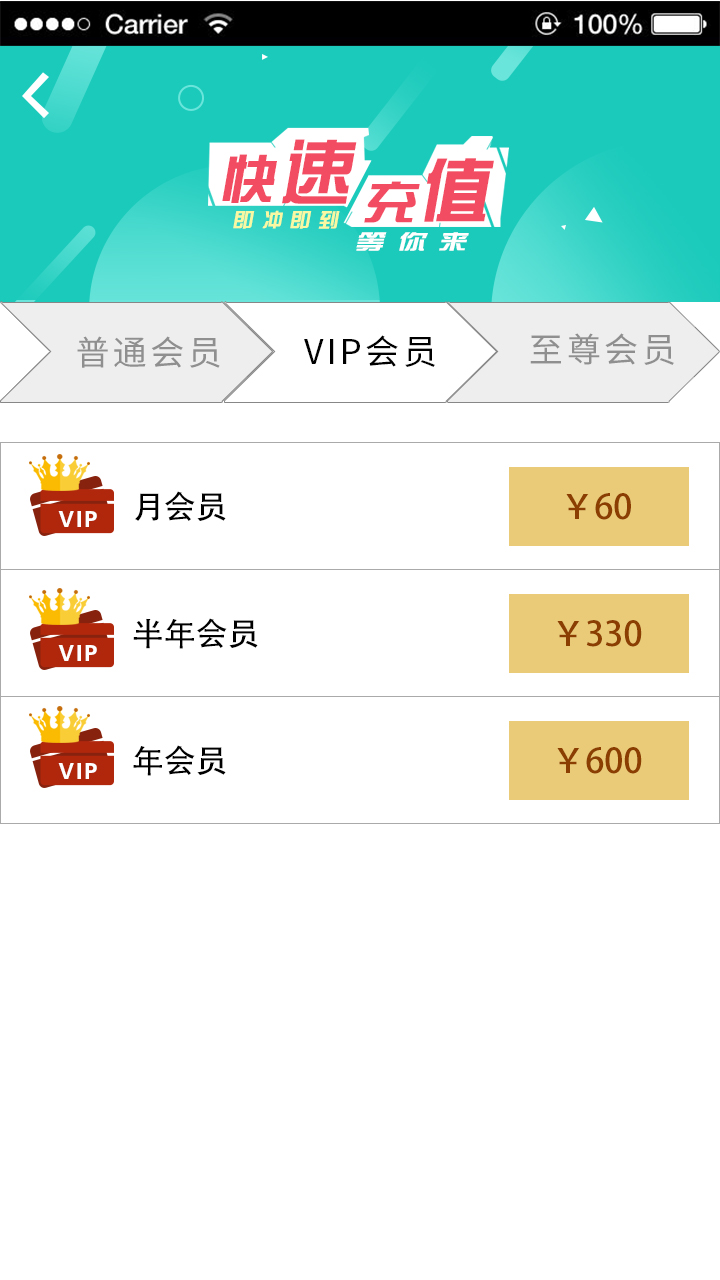 Carrier 100%
快速充值
即冲即到
等你来
普通会员 VIP会员 至尊会员
VIP 月会员 ￥60
VIP 半年会员 ￥330
VIP 年会员 ￥600